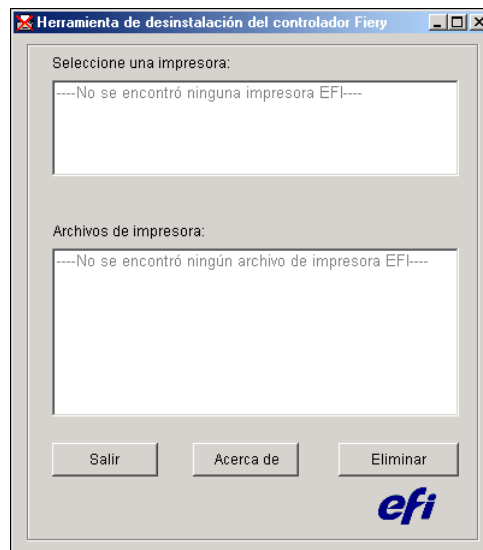 Herramienta de desinstalación del controlador Fiery
Seleccione una impresora:
----No se encontró ninguna impresora EFI----
Archivos de impresora:
----No se encontró ningún archivo de impresora EFI----
Salir
Acerca de
Eliminar
efi